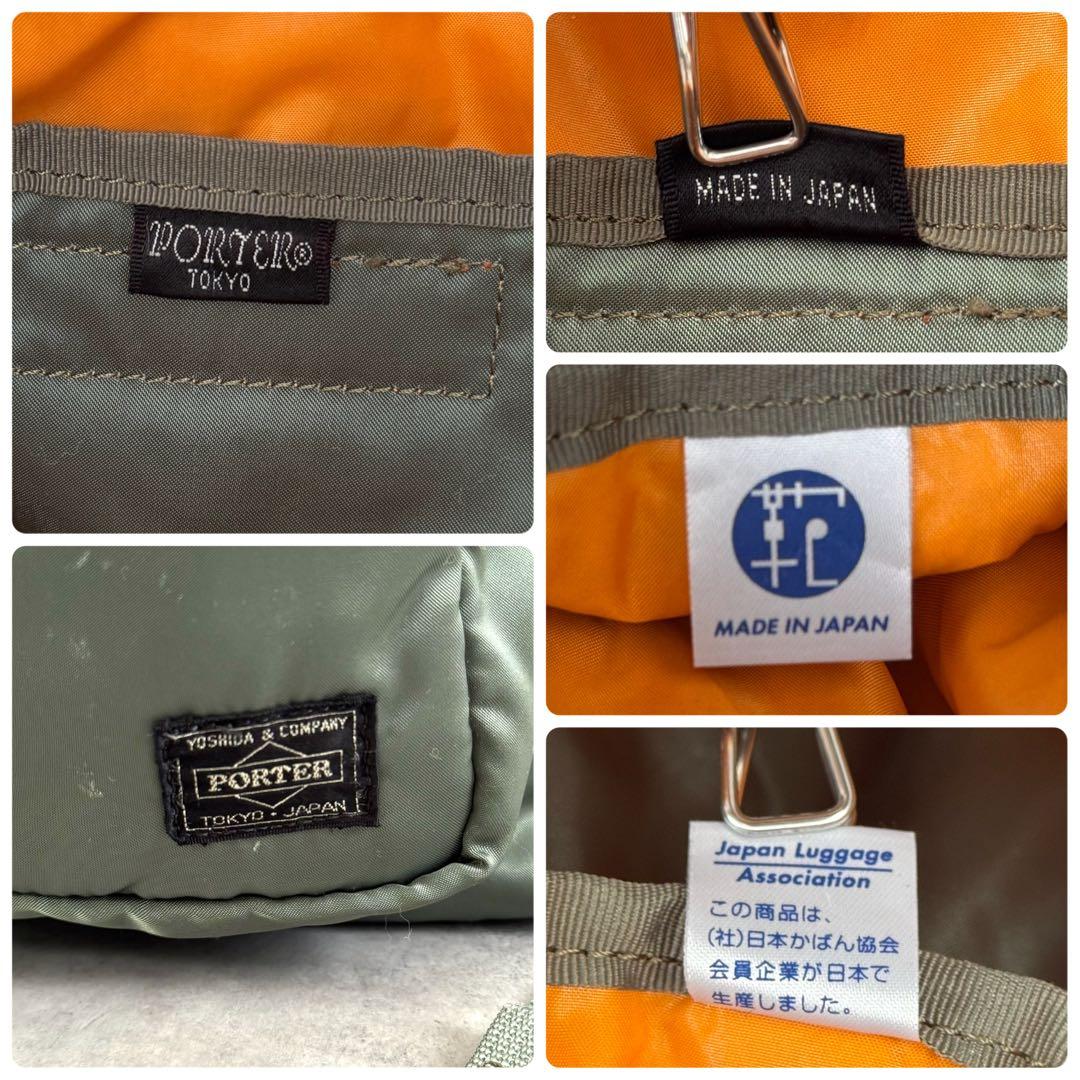 PORTER®
TOKYO
MADE IN JAPAN
MADE IN JAPAN
YOSHIDA & COMPANY
PORTER
TOKYO・JAPAN
Japan Luggage
Association
この商品は、
(社)日本かばん協会
会員企業が日本で
生産しました。